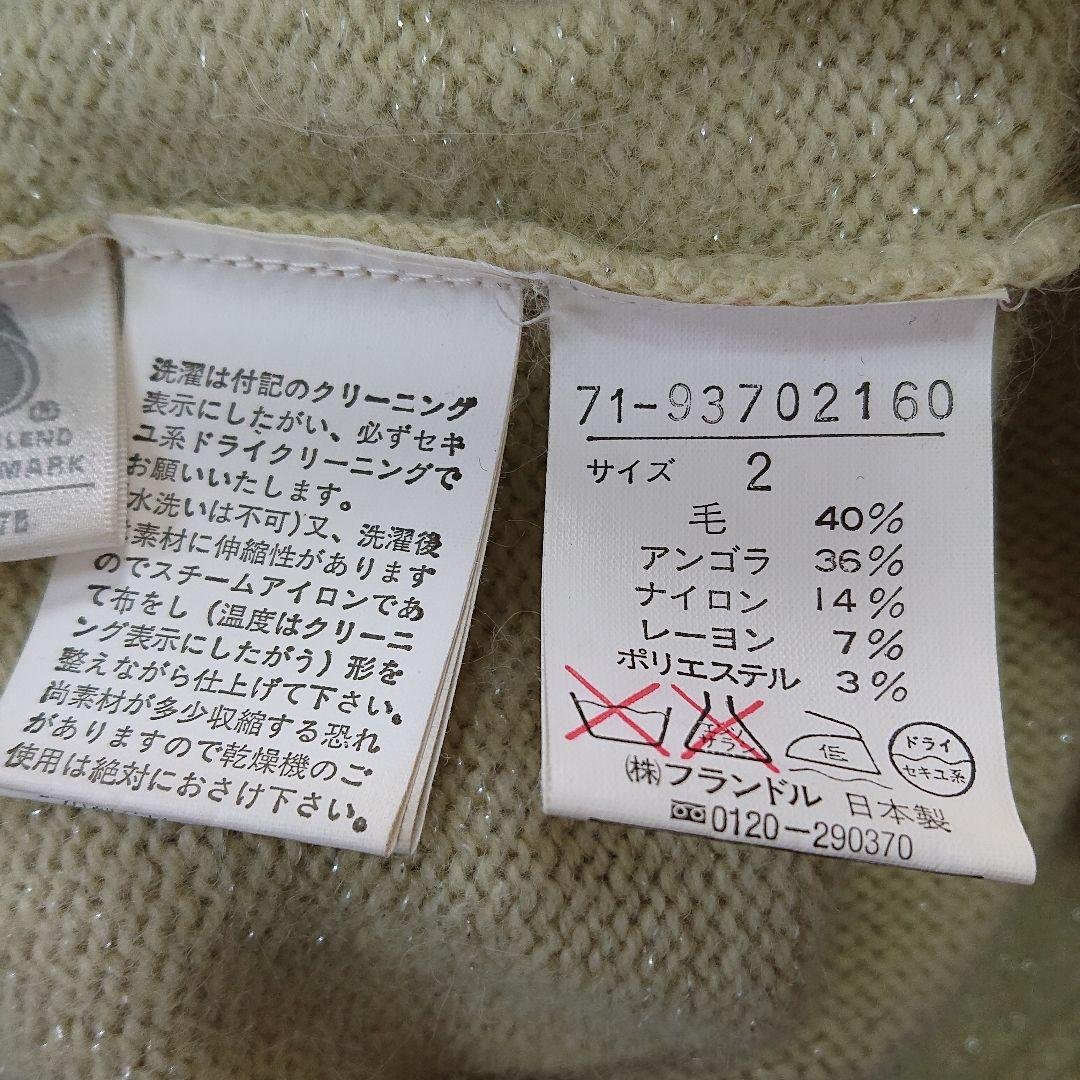 ®
BLEND
MARK
洗濯は付記のクリーニング
表示にしたがい、必ずセキ
ユ系ドライクリーニングで
お願いいたします。
水洗いは不可)又、洗濯後
素材に伸縮性があります
のでスチームアイロンであ
て布をし(温度はクリーニ
ング表示にしたがう)形を
整えながら仕上げて下さい。
尚素材が多少収縮する恐れ
がありますので乾燥機のご
使用は絶対におさけ下さい。
71-93702160
サイズ 2
毛 40%
アンゴラ 36%
ナイロン 14%
レーヨン 7%
ポリエステル 3%
エンソ サラシ 低 ドライ セキユ系
(株)フランドル 日本製
0120-290370